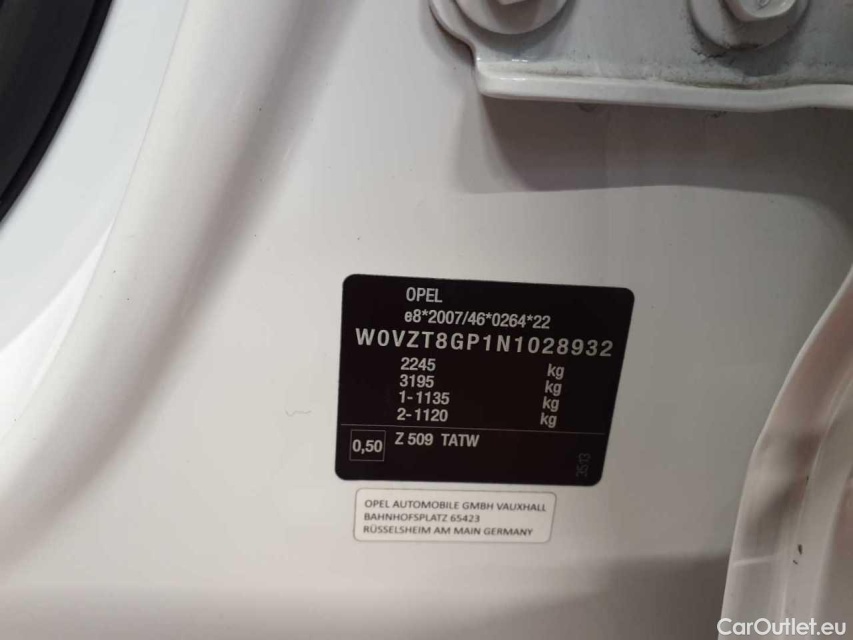 OPEL
e8*2007/46*0264*22
W0VZT8GP1N1028932
2245 kg
3195 kg
1-1135 kg
2-1120 kg
0,50 Z 509 TATW
3513
OPEL AUTOMOBILE GMBH VAUXHALL
BAHNHOFSPLATZ 65423
RÜSSELSHEIM AM MAIN GERMANY
CarOutlet.eu